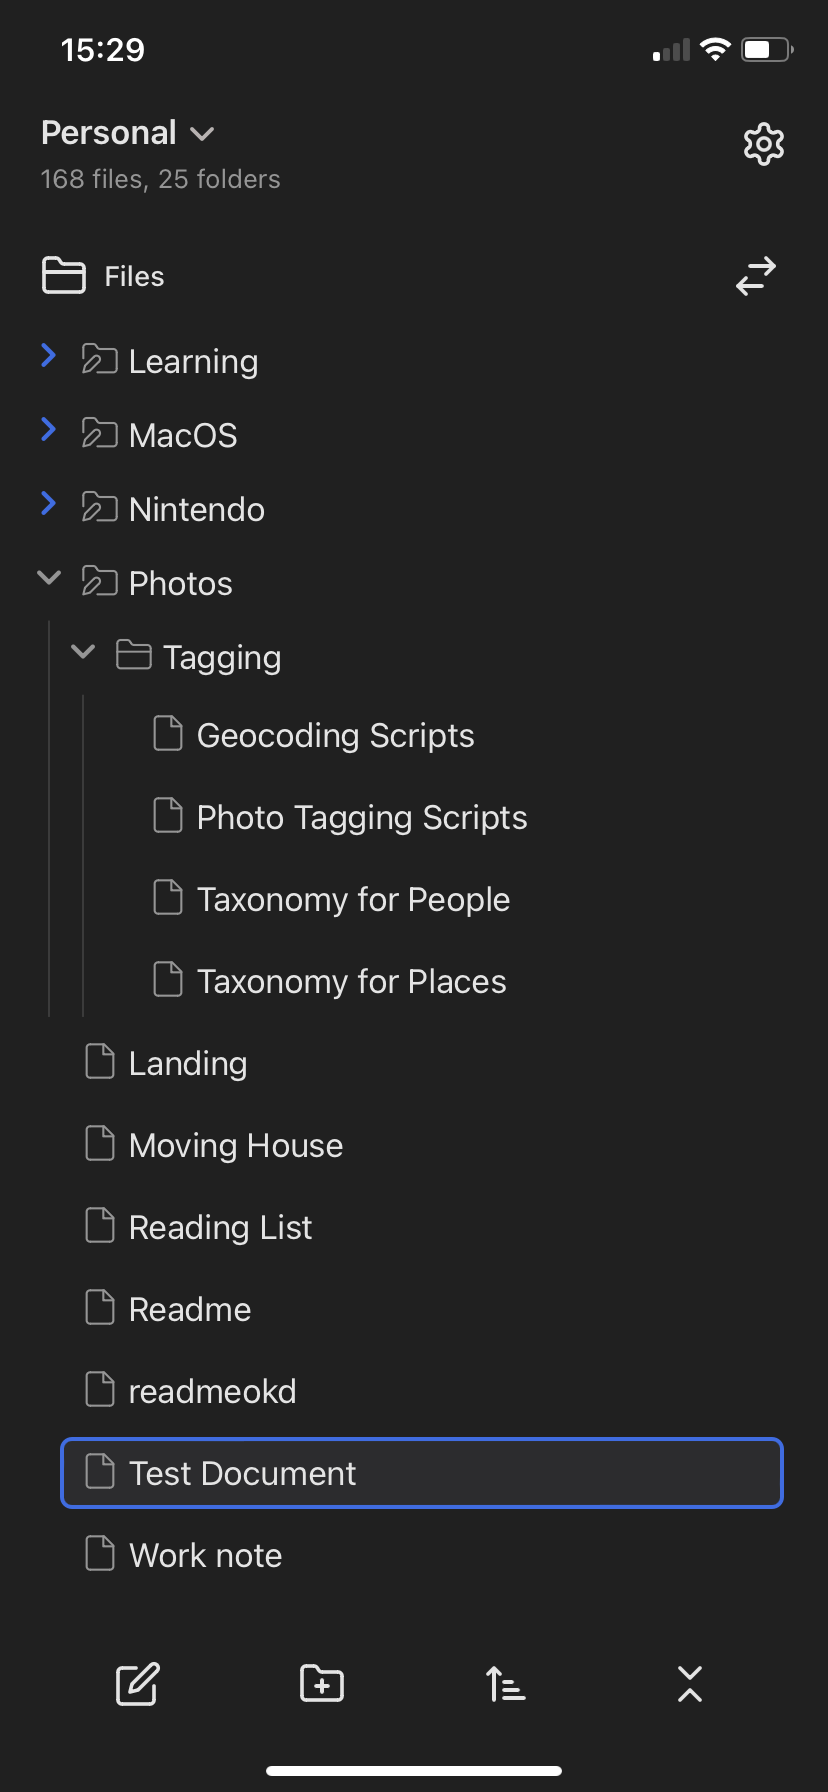 15:29
Personal
168 files, 25 folders
Files
Learning
MacOS
Nintendo
Photos
Tagging
Geocoding Scripts
Photo Tagging Scripts
Taxonomy for People
Taxonomy for Places
Landing
Moving House
Reading List
Readme
readmeokd
Test Document
Work note